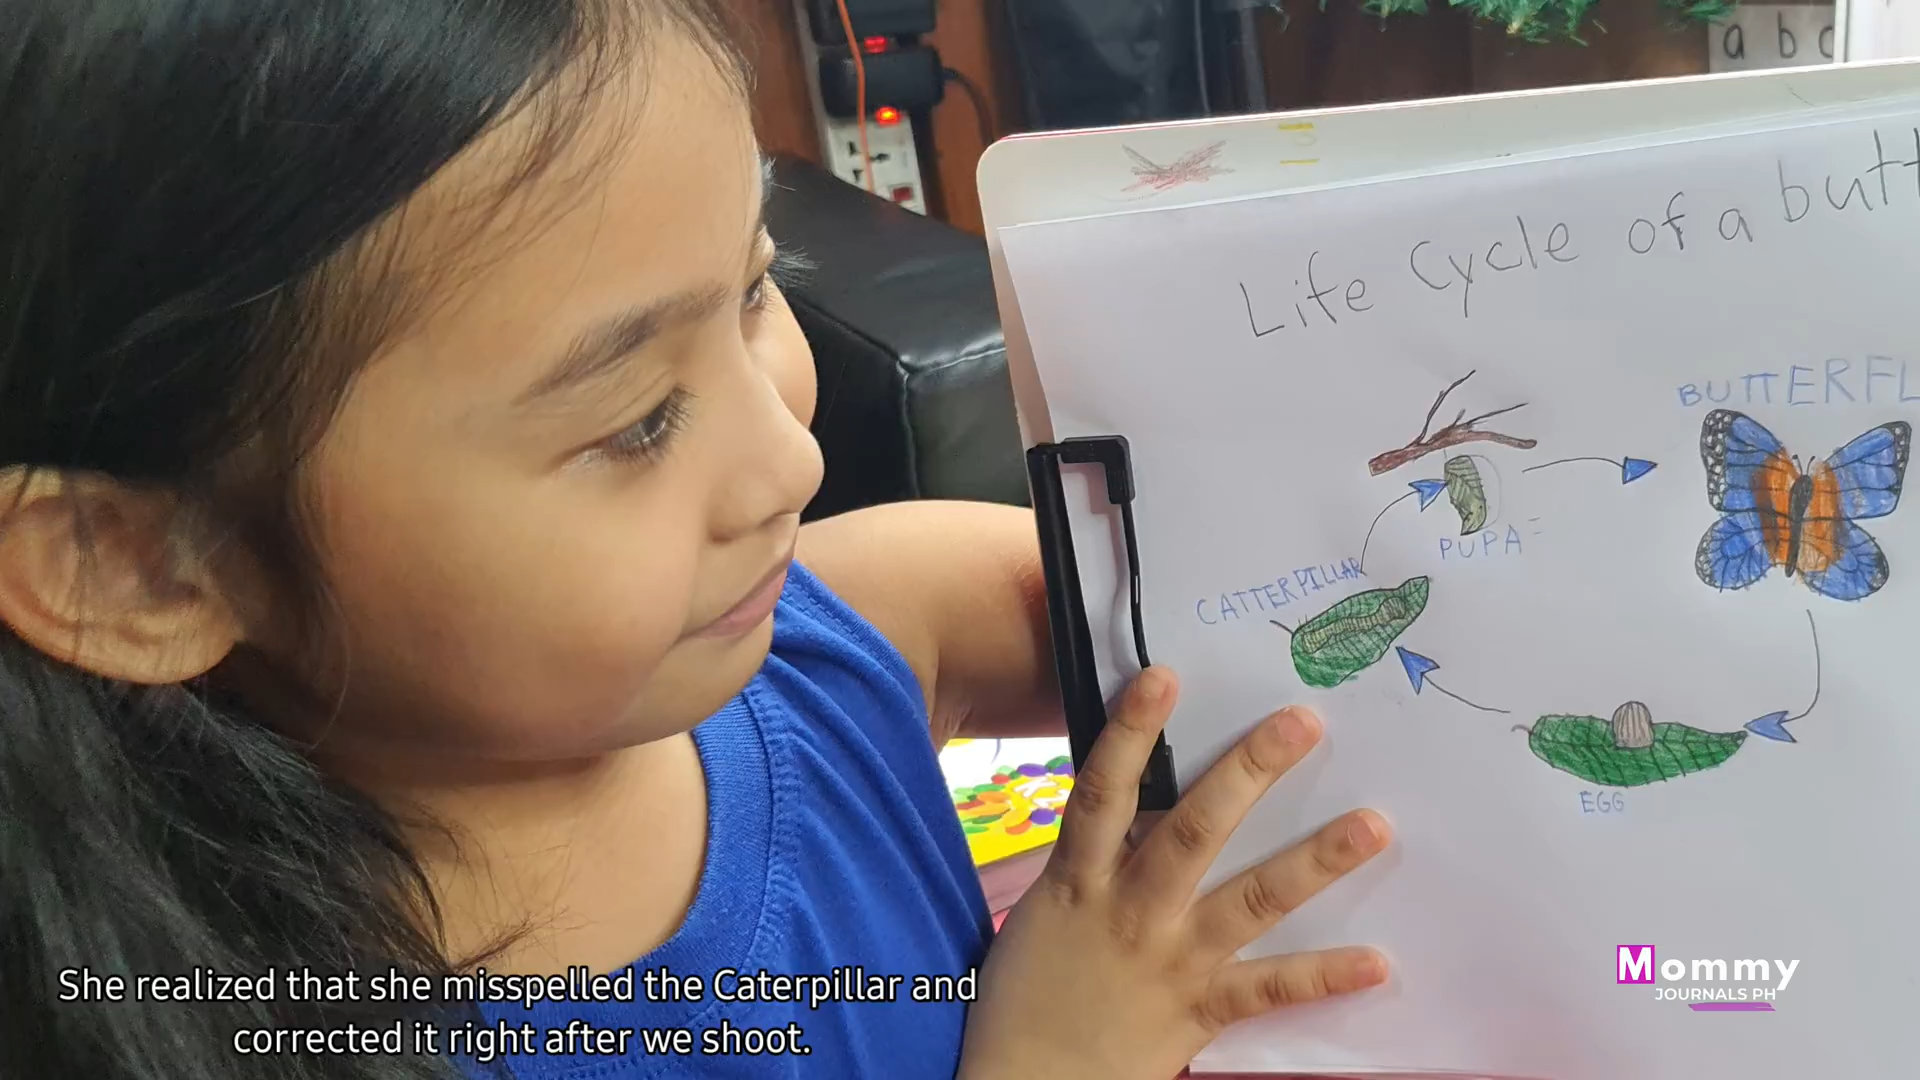 a b c
Life Cycle of a butt
BUTTERFL
PUPA
CATTERPILLAR
EGG
K2
She realized that she misspelled the Caterpillar and
corrected it right after we shoot.
Mommy
JOURNALS PH